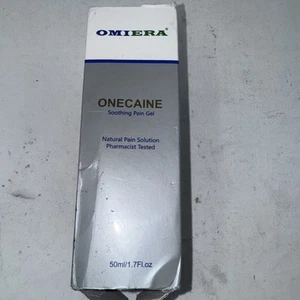 OMIERA®
ONECAINE
Soothing Pain Gel
Natural Pain Solution
Pharmacist Tested
50ml/1.7Fl.oz